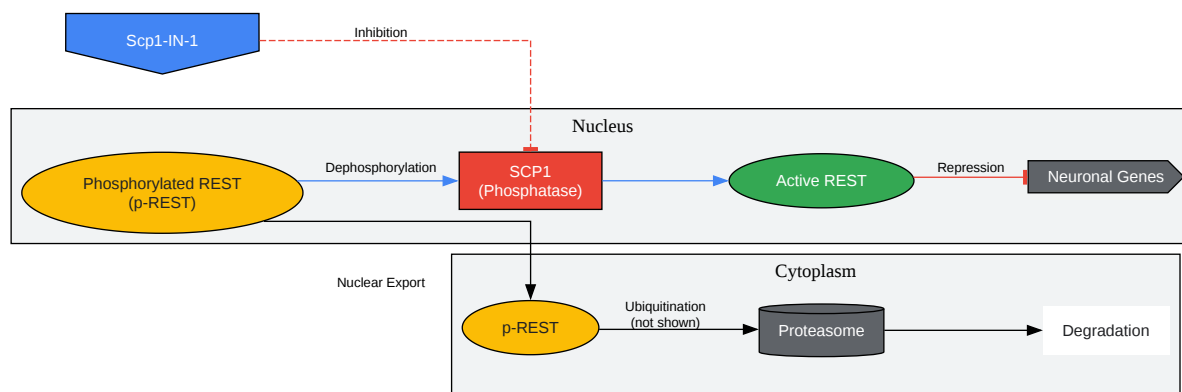 Scp1-IN-1
Inhibition
Nucleus
Phosphorylated REST
(p-REST)
Dephosphorylation
SCP1
(Phosphatase)
Active REST
Repression
Neuronal Genes
Nuclear Export
Cytoplasm
p-REST
Ubiquitination
(not shown)
Proteasome
Degradation